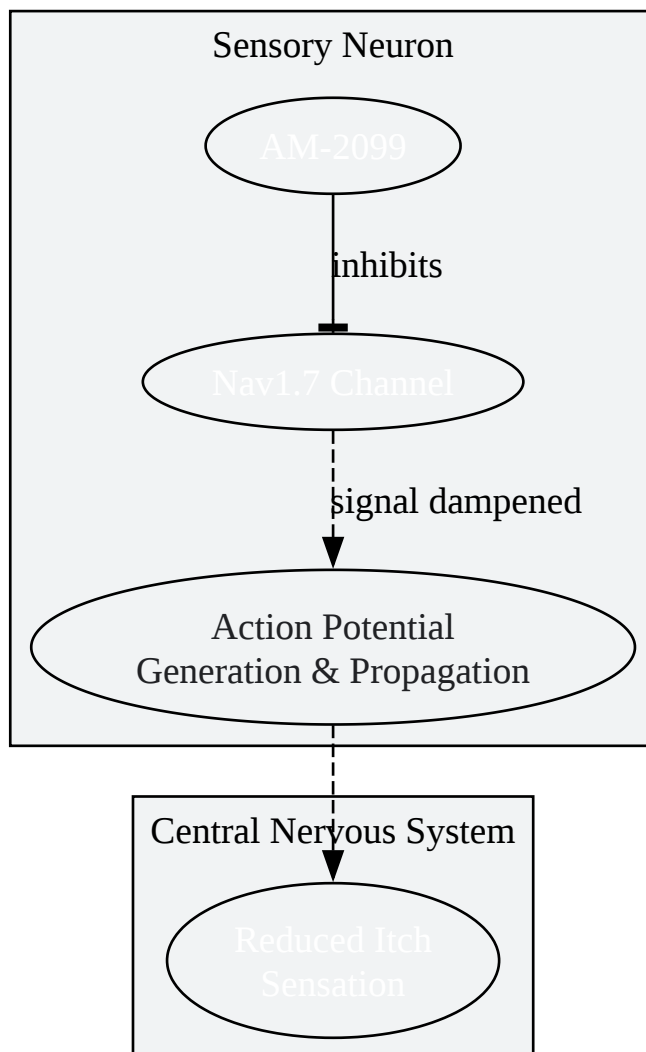 Sensory Neuron
AM-2099
inhibits
Nav1.7 Channel
signal dampened
Action Potential
Generation & Propagation
Central Nervous System
Reduced Itch
Sensation